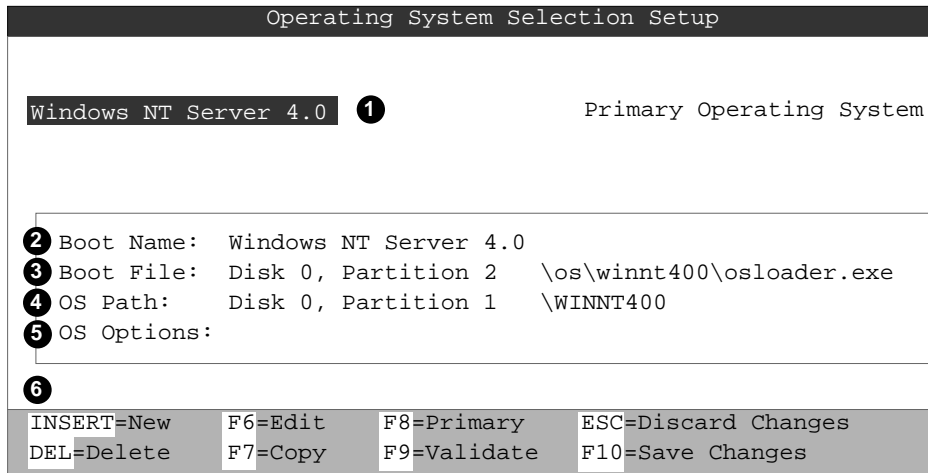 Operating System Selection Setup
Windows NT Server 4.0 1 Primary Operating System
2 Boot Name: Windows NT Server 4.0
3 Boot File: Disk 0, Partition 2 \os\winnt400\osloader.exe
4 OS Path: Disk 0, Partition 1 \WINNT400
5 OS Options:
6
INSERT=New F6=Edit F8=Primary ESC=Discard Changes
DEL=Delete F7=Copy F9=Validate F10=Save Changes